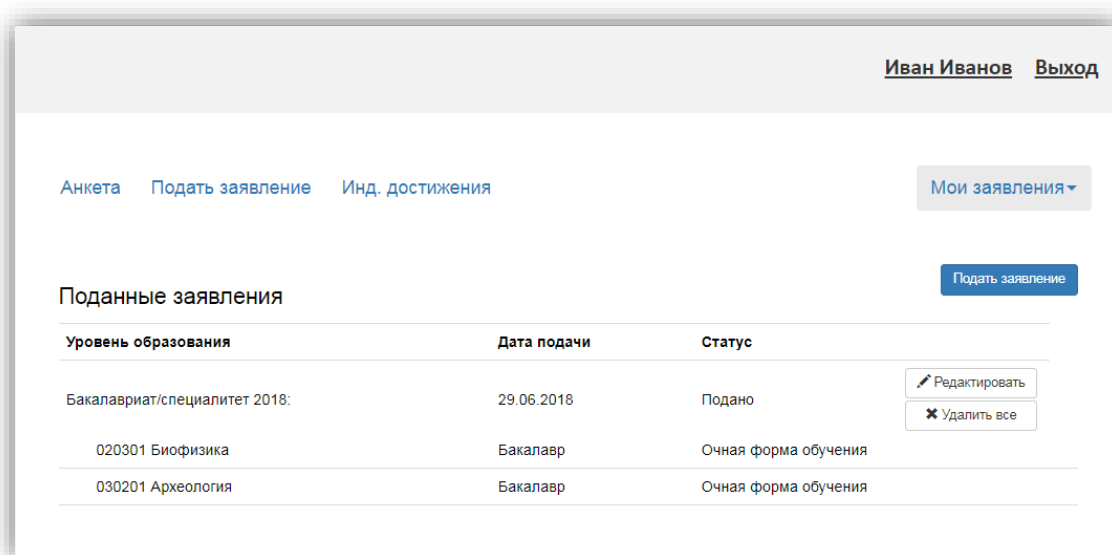 Иван Иванов Выход
Анкета Подать заявление Инд. достижения Мои заявления
Подать заявление
Поданные заявления
Уровень образования Дата подачи Статус
Бакалавриат/специалитет 2018: 29.06.2018 Подано Редактировать
Удалить все
020301 Биофизика Бакалавр Очная форма обучения
030201 Археология Бакалавр Очная форма обучения